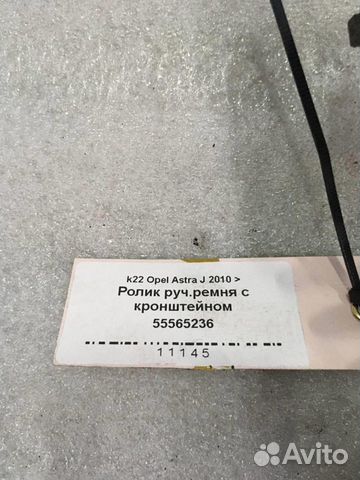 k22 Opel Astra J 2010 >
Ролик руч.ремня с
кронштейном
55565236
11145
Avito